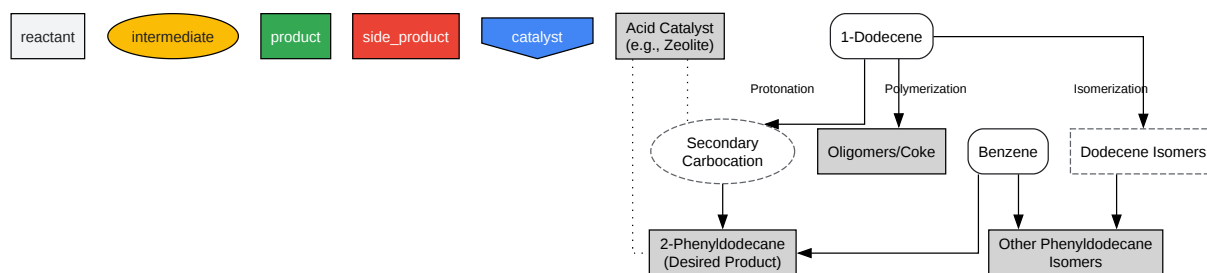 reactant
intermediate
product
side_product
catalyst
Acid Catalyst
(e.g., Zeolite)
1-Dodecene
Protonation
Polymerization
Isomerization
Secondary
Carbocation
Oligomers/Coke
Benzene
Dodecene Isomers
2-Phenyldodecane
(Desired Product)
Other Phenyldodecane
Isomers